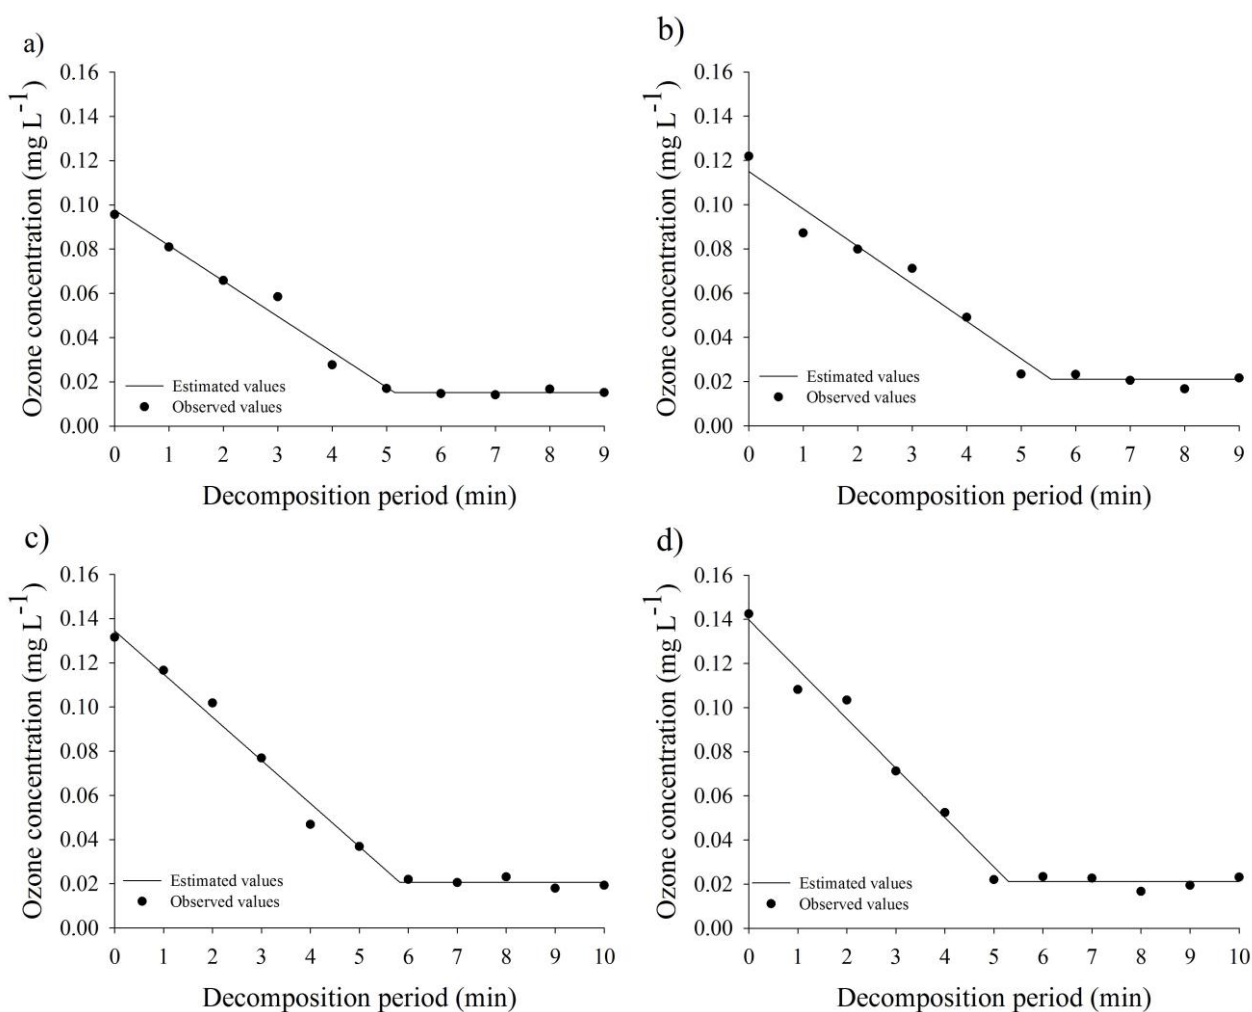 a)
Ozone concentration (mg L⁻¹)
0.16
0.14
0.12
0.10
0.08
0.06
0.04
0.02
0.00
Estimated values
Observed values
0 1 2 3 4 5 6 7 8 9
Decomposition period (min)
b)
Ozone concentration (mg L⁻¹)
0.16
0.14
0.12
0.10
0.08
0.06
0.04
0.02
0.00
Estimated values
Observed values
0 1 2 3 4 5 6 7 8 9
Decomposition period (min)
c)
Ozone concentration (mg L⁻¹)
0.16
0.14
0.12
0.10
0.08
0.06
0.04
0.02
0.00
Estimated values
Observed values
0 1 2 3 4 5 6 7 8 9 10
Decomposition period (min)
d)
Ozone concentration (mg L⁻¹)
0.16
0.14
0.12
0.10
0.08
0.06
0.04
0.02
0.00
Estimated values
Observed values
0 1 2 3 4 5 6 7 8 9 10
Decomposition period (min)